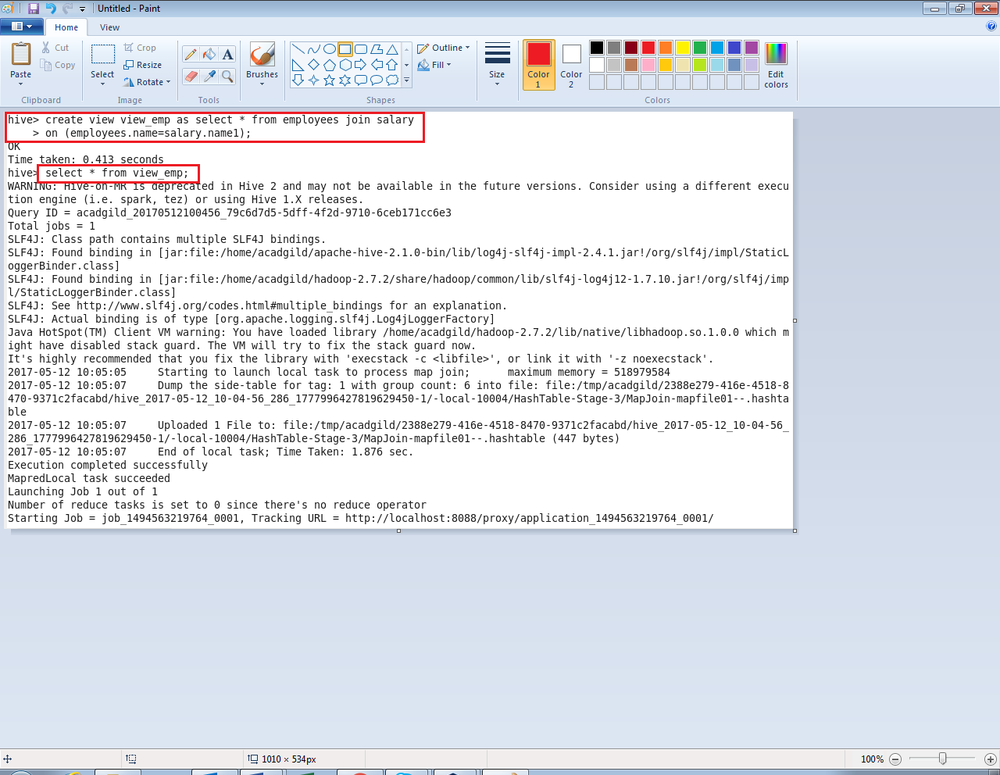 Untitled - Paint
Home
View
Paste
Cut
Copy
Clipboard
Select
Crop
Resize
Rotate
Image
Tools
Brushes
Shapes
Outline
Fill
Size
Color
1
Color
2
Edit
colors
Colors
hive> create view view_emp as select * from employees join salary
    > on (employees.name=salary.name1);
OK
Time taken: 0.413 seconds
hive> select * from view_emp;
WARNING: Hive-on-MR is deprecated in Hive 2 and may not be available in the future versions. Consider using a different execu
tion engine (i.e. spark, tez) or using Hive 1.X releases.
Query ID = acadgild_20170512100456_79c6d7d5-5dff-4f2d-9710-6ceb171cc6e3
Total jobs = 1
SLF4J: Class path contains multiple SLF4J bindings.
SLF4J: Found binding in [jar:file:/home/acadgild/apache-hive-2.1.0-bin/lib/log4j-slf4j-impl-2.4.1.jar!/org/slf4j/impl/StaticL
oggerBinder.class]
SLF4J: Found binding in [jar:file:/home/acadgild/hadoop-2.7.2/share/hadoop/common/lib/slf4j-log4j12-1.7.10.jar!/org/slf4j/imp
l/StaticLoggerBinder.class]
SLF4J: See http://www.slf4j.org/codes.html#multiple_bindings for an explanation.
SLF4J: Actual binding is of type [org.apache.logging.slf4j.Log4jLoggerFactory]
Java HotSpot(TM) Client VM warning: You have loaded library /home/acadgild/hadoop-2.7.2/lib/native/libhadoop.so.1.0.0 which m
ight have disabled stack guard. The VM will try to fix the stack guard now.
It's highly recommended that you fix the library with 'execstack -c <libfile>', or link it with '-z noexecstack'.
2017-05-12 10:05:05     Starting to launch local task to process map join;      maximum memory = 518979584
2017-05-12 10:05:07     Dump the side-table for tag: 1 with group count: 6 into file: file:/tmp/acadgild/2388e279-416e-4518-8
470-9371c2facabd/hive_2017-05-12_10-04-56_286_1777996427819629450-1/-local-10004/HashTable-Stage-3/MapJoin-mapfile01--.hashta
ble
2017-05-12 10:05:07     Uploaded 1 File to: file:/tmp/acadgild/2388e279-416e-4518-8470-9371c2facabd/hive_2017-05-12_10-04-56_
286_1777996427819629450-1/-local-10004/HashTable-Stage-3/MapJoin-mapfile01--.hashtable (447 bytes)
2017-05-12 10:05:07     End of local task; Time Taken: 1.876 sec.
Execution completed successfully
MapredLocal task succeeded
Launching Job 1 out of 1
Number of reduce tasks is set to 0 since there's no reduce operator
Starting Job = job_1494563219764_0001, Tracking URL = http://localhost:8088/proxy/application_1494563219764_0001/
1010 × 534px
100%